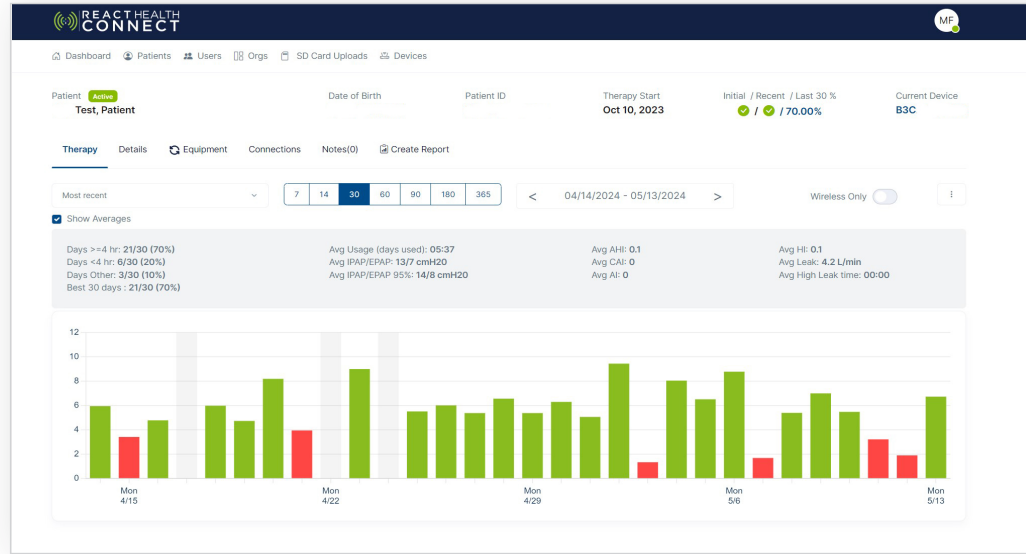 REACT HEALTH
CONNECT
MF
Dashboard Patients Users Orgs SD Card Uploads Devices
Patient Active Date of Birth Patient ID Therapy Start Initial / Recent / Last 30 % Current Device
Test, Patient Oct 10, 2023 / / 70.00% B3C
Therapy Details Equipment Connections Notes(0) Create Report
Most recent 7 14 30 60 90 180 365 < 04/14/2024 - 05/13/2024 > Wireless Only
Show Averages
Days >=4 hr: 21/30 (70%) Avg Usage (days used): 05:37 Avg AHI: 0.1 Avg HI: 0.1
Days <4 hr: 6/30 (20%) Avg IPAP/EPAP: 13/7 cmH20 Avg CAI: 0 Avg Leak: 4.2 L/min
Days Other: 3/30 (10%) Avg IPAP/EPAP 95%: 14/8 cmH20 Avg AI: 0 Avg High Leak time: 00:00
Best 30 days : 21/30 (70%)
12
10
8
6
4
2
0
Mon Mon Mon Mon Mon
4/15 4/22 4/29 5/6 5/13